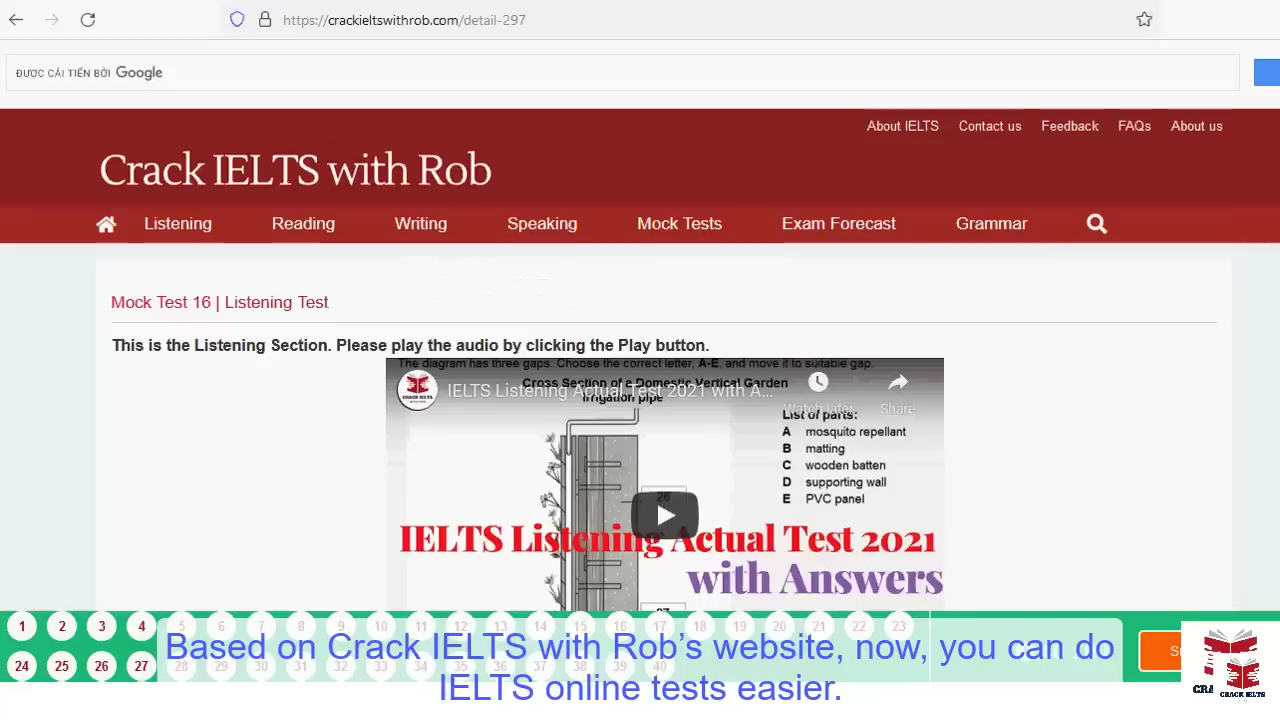 https://crackieltswithrob.com/detail-297
ĐƯỢC CẢI TIẾN BỞI Google
About IELTS Contact us Feedback FAQs About us
Crack IELTS with Rob
Listening Reading Writing Speaking Mock Tests Exam Forecast Grammar
Mock Test 16 | Listening Test
This is the Listening Section. Please play the audio by clicking the Play button.
The diagram has three gaps. Choose the correct letter, A-E, and move it to suitable gap.
Cross Section of a Domestic Vertical Garden
IELTS Listening Actual Test 2021 with A...
Irrigation pipe
Watch later Share
List of parts:
A mosquito repellant
B matting
C wooden batten
D supporting wall
E PVC panel
26
IELTS Listening Actual Test 2021
with Answers
27
1 2 3 4 5 6 7 8 9 10 11 12 13 14 15 16 17 18 19 20 21 22 23
24 25 26 27 28 29 30 31 32 33 34 35 36 37 38 39 40
Based on Crack IELTS with Rob's website, now, you can do
IELTS online tests easier.
CRACK IELTS